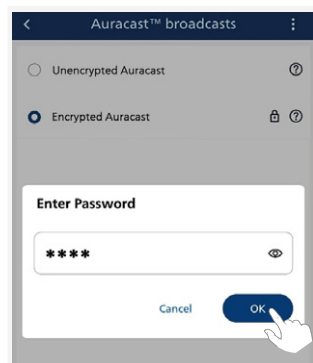 Auracast™ broadcasts
Unencrypted Auracast
Encrypted Auracast
Enter Password
****
Cancel OK